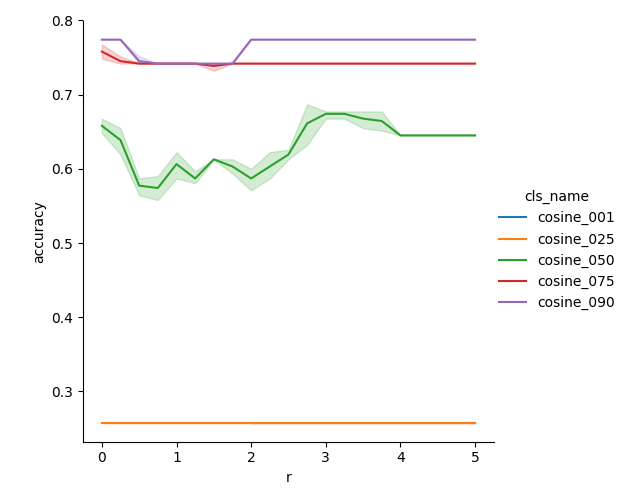 0.8
0.7
0.6
0.5
0.4
0.3
accuracy
0 1 2 3 4 5
r
cls_name
cosine_001
cosine_025
cosine_050
cosine_075
cosine_090